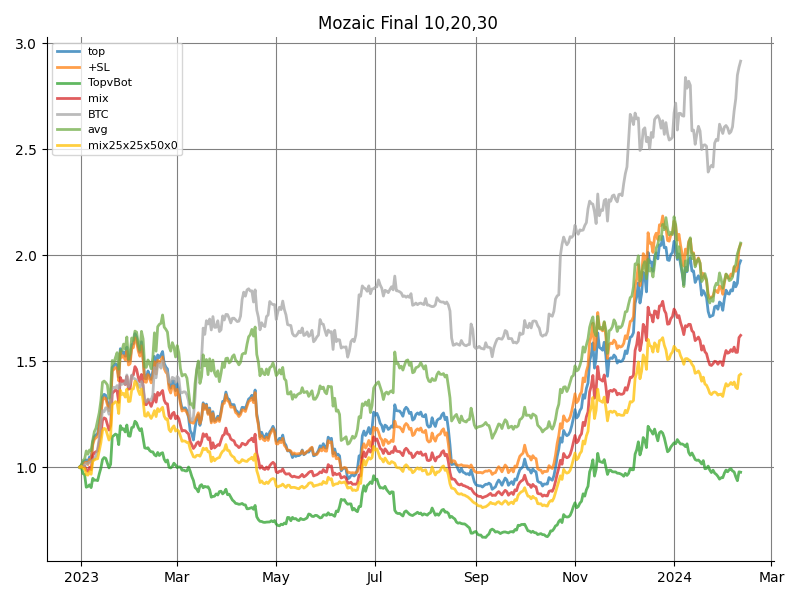 Mozaic Final 10,20,30
3.0
2.5
2.0
1.5
1.0
top
+SL
TopvBot
mix
BTC
avg
mix25x25x50x0
2023
Mar
May
Jul
Sep
Nov
2024
Mar